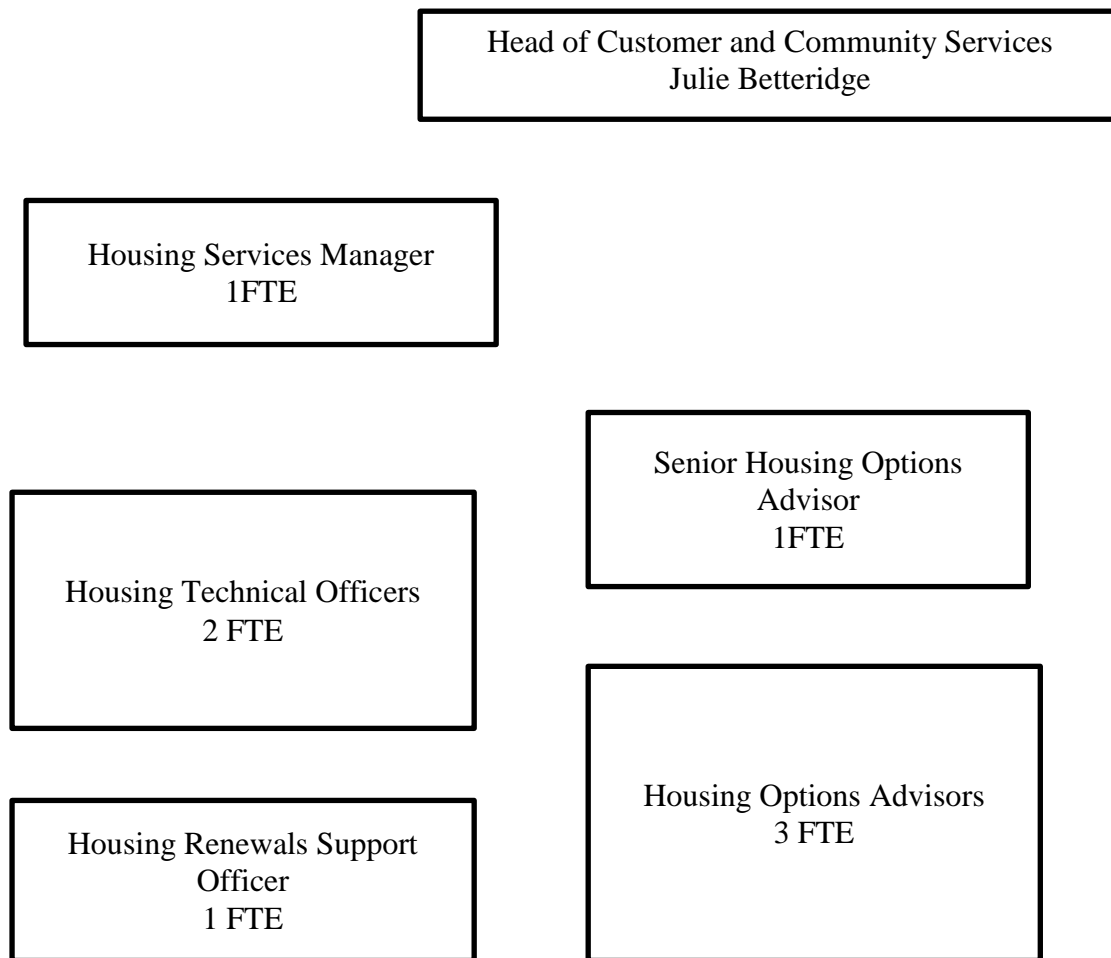 Head of Customer and Community Services
Julie Betteridge
Housing Services Manager
1FTE
Senior Housing Options
Advisor
1FTE
Housing Technical Officers
2 FTE
Housing Options Advisors
3 FTE
Housing Renewals Support
Officer
1 FTE